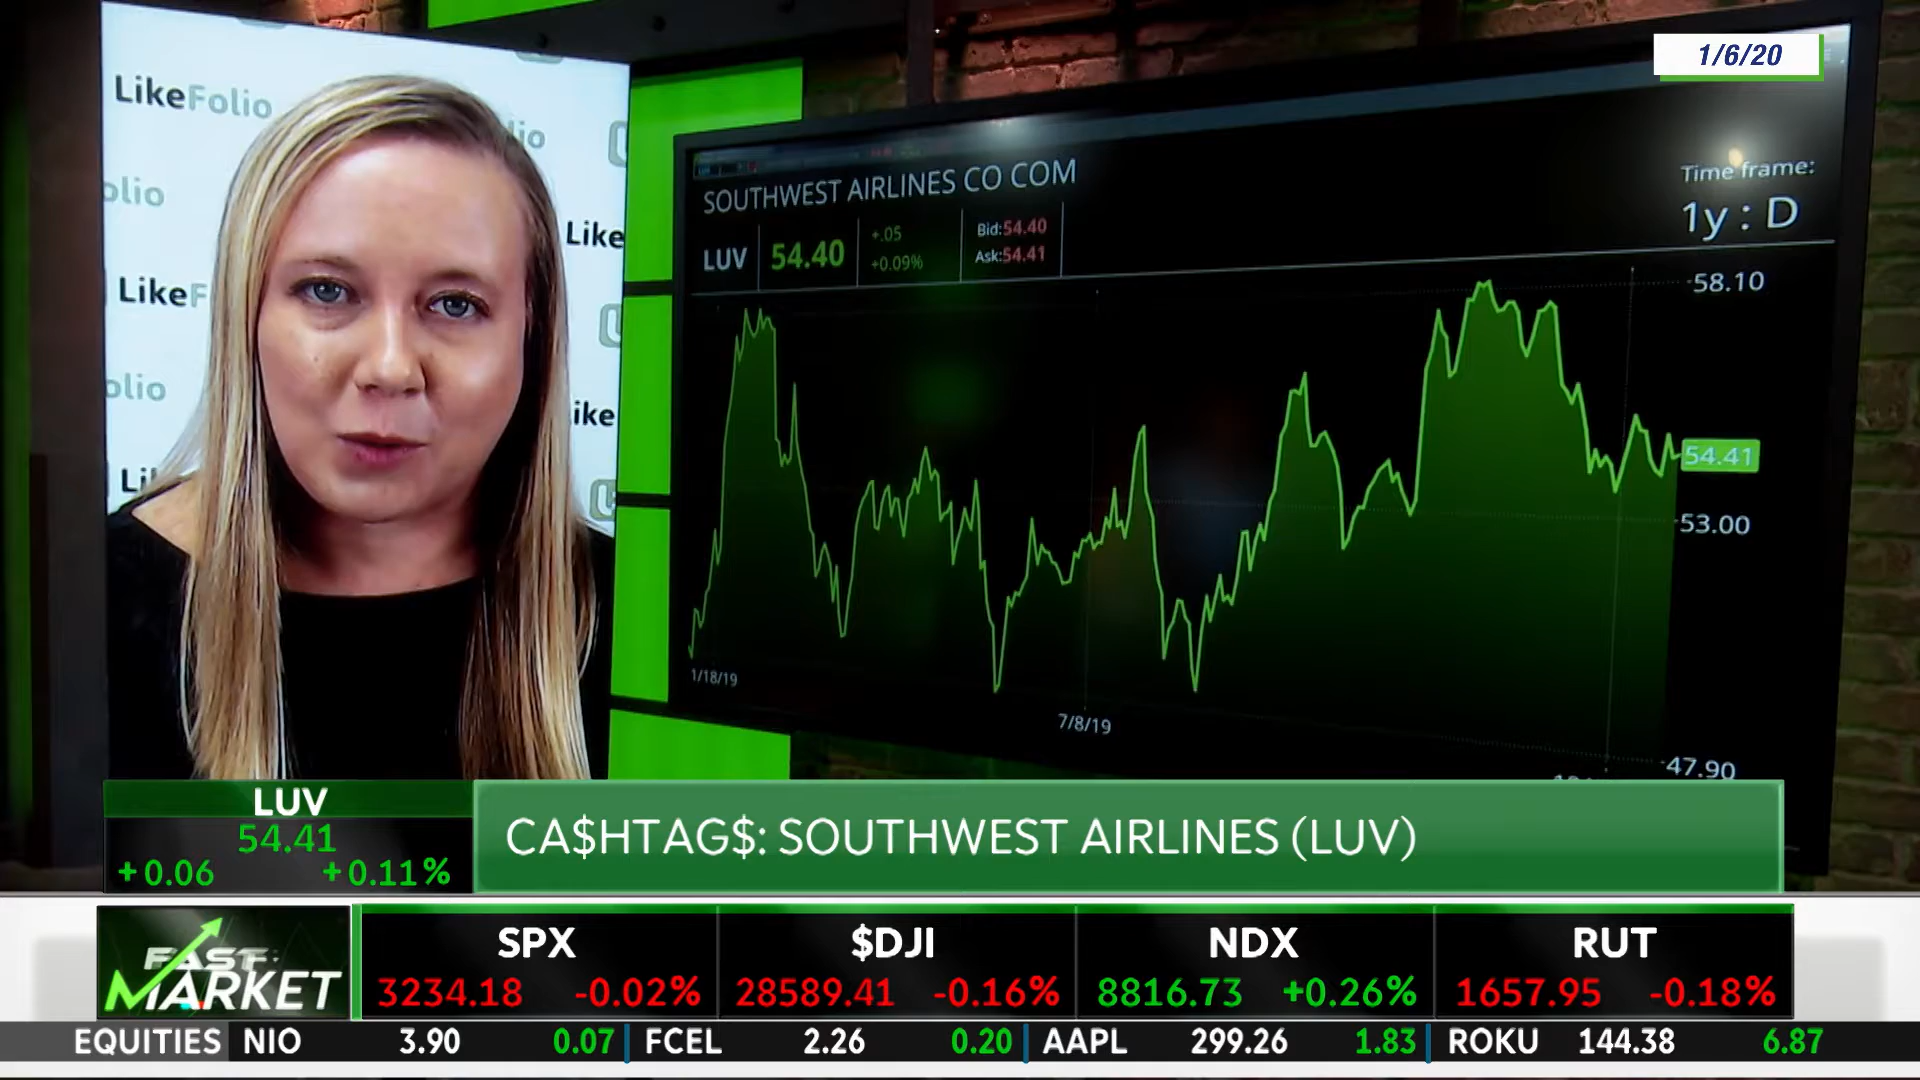 1/6/20
LikeFolio
lio
olio
Like
LikeF
olio
ike
Li
SOUTHWEST AIRLINES CO COM
LUV
54.40
+.05
+0.09%
Bid:54.40
Ask:54.41
Time frame:
1y : D
58.10
54.41
53.00
47.90
1/18/19
7/8/19
LUV
54.41
+0.06 +0.11%
CA$HTAG$: SOUTHWEST AIRLINES (LUV)
FAST:
MARKET
SPX
3234.18 -0.02%
$DJI
28589.41 -0.16%
NDX
8816.73 +0.26%
RUT
1657.95 -0.18%
EQUITIES NIO 3.90 0.07 FCEL 2.26 0.20 AAPL 299.26 1.83 ROKU 144.38 6.87